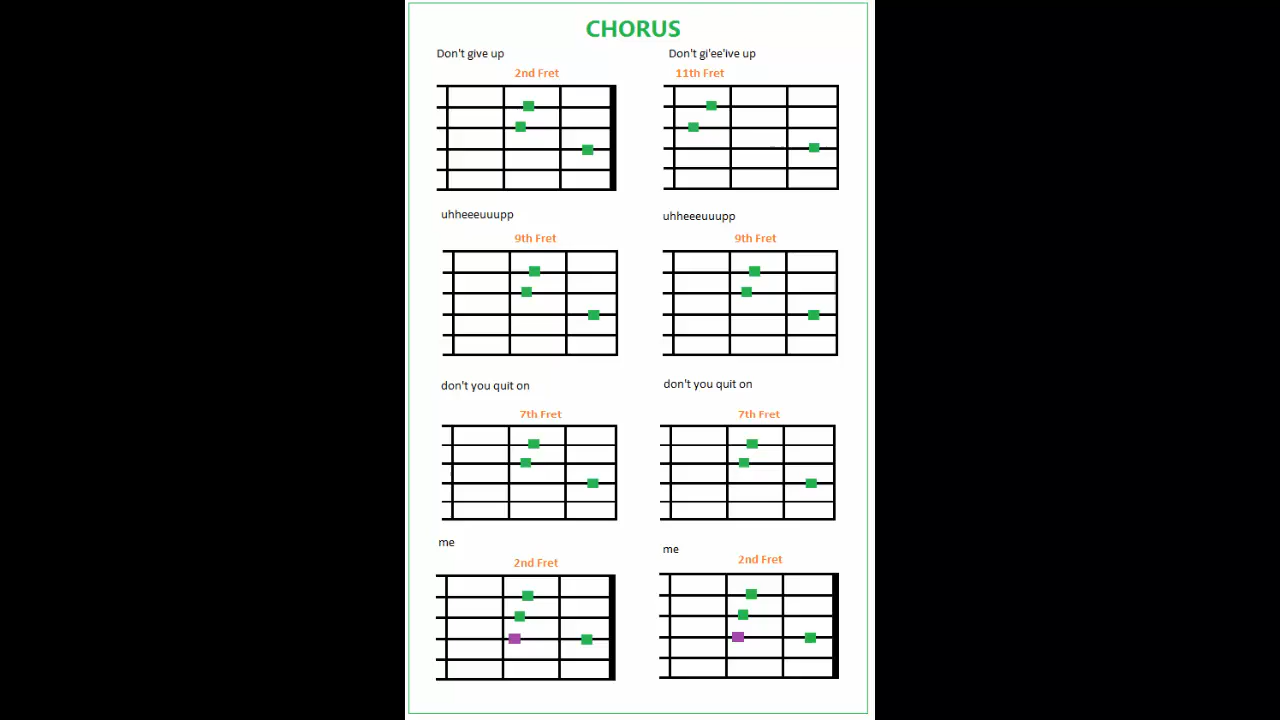 CHORUS
Don't give up
Don't gi'ee'ive up
2nd Fret
11th Fret
uhheeeuuupp
uhheeeuuupp
9th Fret
9th Fret
don't you quit on
don't you quit on
7th Fret
7th Fret
me
me
2nd Fret
2nd Fret